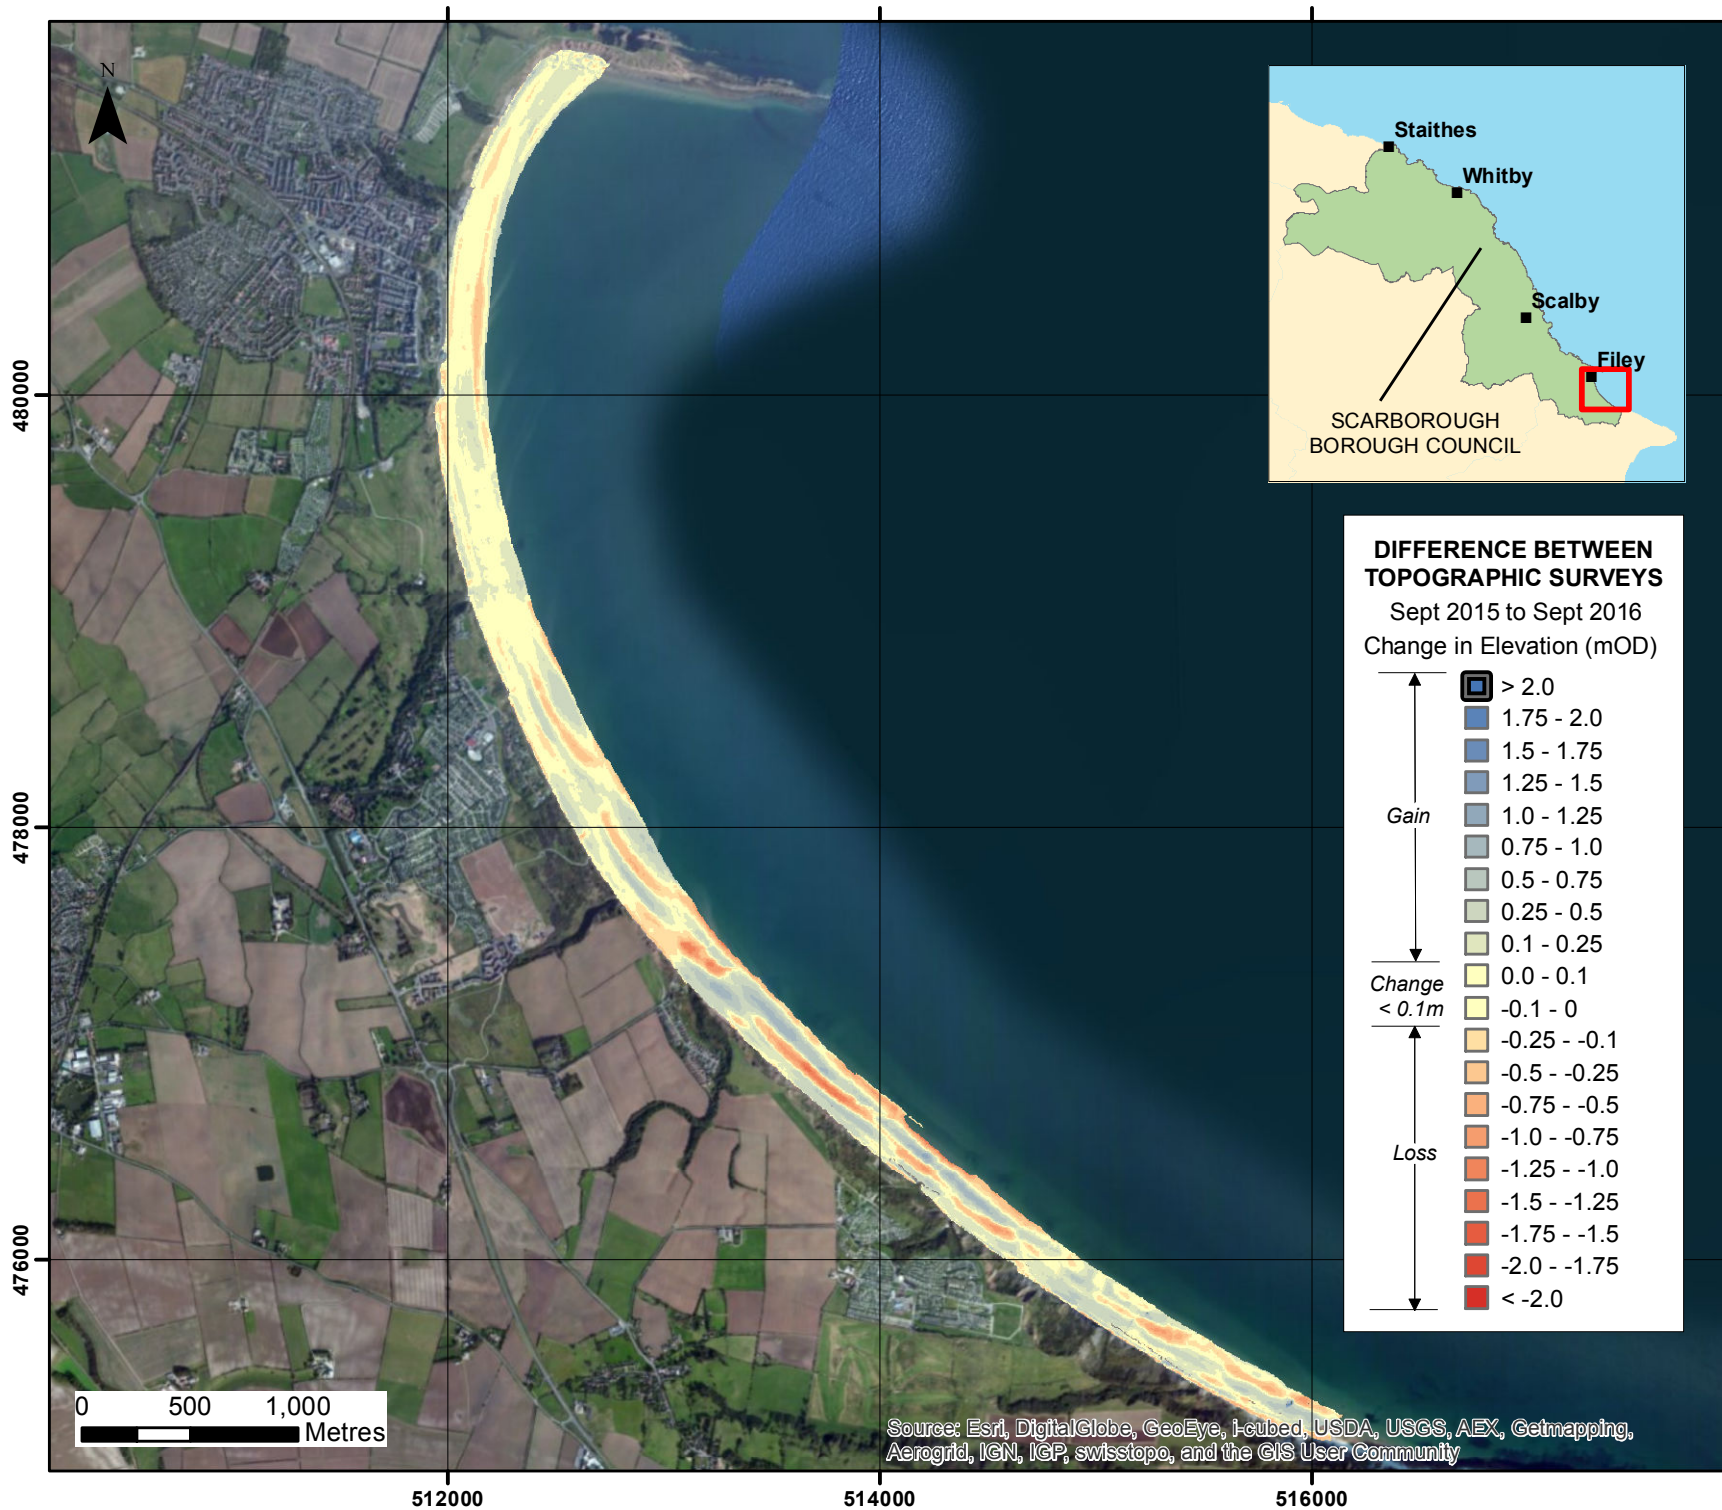 N
Staithes
Whitby
Scalby
Filey
SCARBOROUGH
BOROUGH COUNCIL
DIFFERENCE BETWEEN
TOPOGRAPHIC SURVEYS
Sept 2015 to Sept 2016
Change in Elevation (mOD)
> 2.0
1.75 - 2.0
1.5 - 1.75
1.25 - 1.5
1.0 - 1.25
0.75 - 1.0
0.5 - 0.75
0.25 - 0.5
0.1 - 0.25
0.0 - 0.1
-0.1 - 0
-0.25 - -0.1
-0.5 - -0.25
-0.75 - -0.5
-1.0 - -0.75
-1.25 - -1.0
-1.5 - -1.25
-1.75 - -1.5
-2.0 - -1.75
< -2.0
Gain
Change
< 0.1m
Loss
480000
478000
476000
0 500 1,000
Metres
Source: Esri, DigitalGlobe, GeoEye, i-cubed, USDA, USGS, AEX, Getmapping,
Aerogrid, IGN, IGP, swisstopo, and the GIS User Community
512000
514000
516000